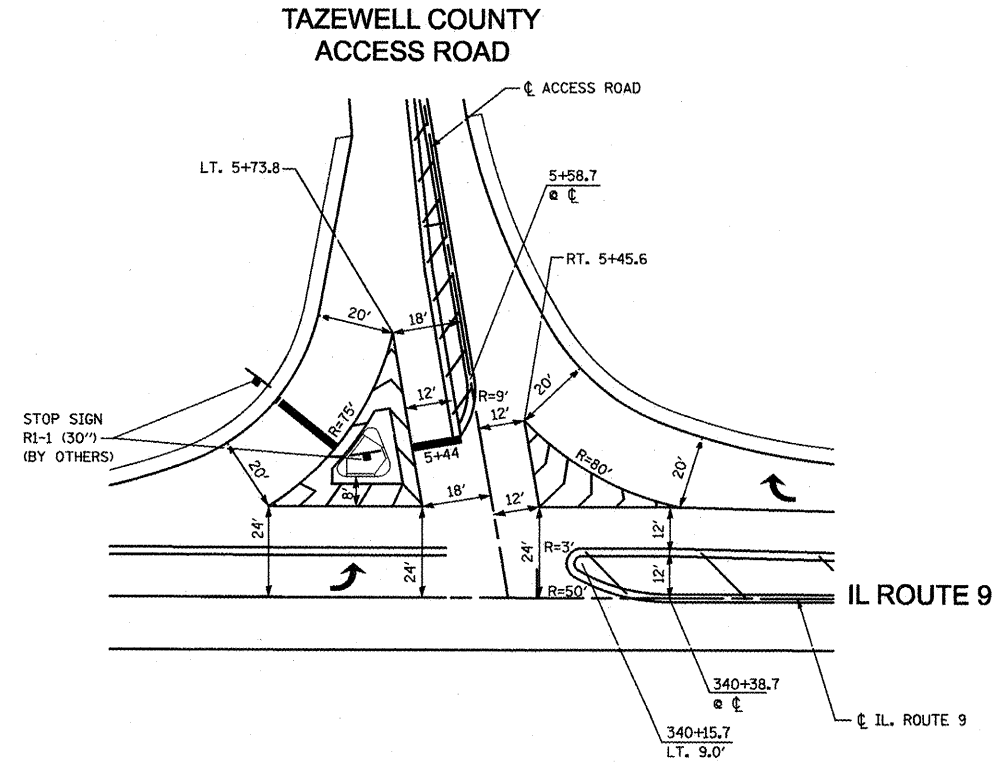 TAZEWELL COUNTY
ACCESS ROAD
℄ ACCESS ROAD
LT. 5+73.8
5+58.7
@ ℄
RT. 5+45.6
20'
18'
20'
12'
R=9'
12'
STOP SIGN
R1-1 (30")
(BY OTHERS)
R=75'
5+44
R=80'
20'
20'
8'
18'
12'
24'
24'
24'
12'
R=3'
12'
R=50'
IL ROUTE 9
340+38.7
@ ℄
℄ IL. ROUTE 9
340+15.7
LT. 9.0'